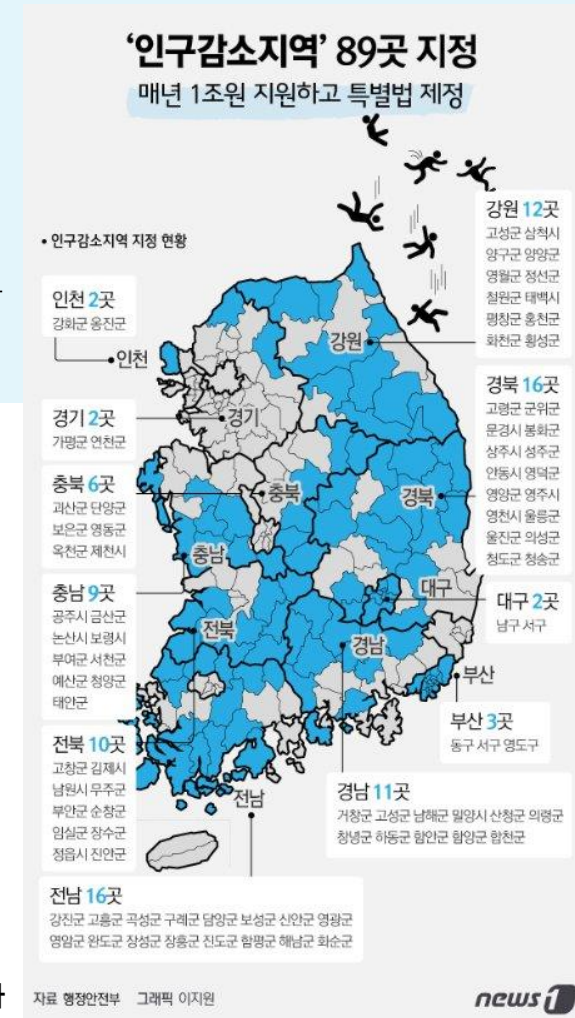 ‘인구감소지역’ 89곳 지정
매년 1조원 지원하고 특별법 제정
• 인구감소지역 지정 현황
인천 2곳
강화군 옹진군
인천
경기 2곳
가평군 연천군
경기
충북 6곳
괴산군 단양군
보은군 영동군
옥천군 제천시
충북
충남 9곳
공주시 금산군
논산시 보령시
부여군 서천군
예산군 청양군
태안군
충남
전북 10곳
고창군 김제시
남원시 무주군
부안군 순창군
임실군 장수군
정읍시 진안군
전북
강원 12곳
고성군 삼척시
양구군 양양군
영월군 정선군
철원군 태백시
평창군 홍천군
화천군 횡성군
강원
경북 16곳
고령군 군위군
문경시 봉화군
상주시 성주군
안동시 영덕군
영양군 영주시
영천시 울릉군
울진군 의성군
청도군 청송군
경북
대구
대구 2곳
남구 서구
부산
부산 3곳
동구 서구 영도구
경남
경남 11곳
거창군 고성군 남해군 밀양시 산청군 의령군
창녕군 하동군 함안군 함양군 합천군
전남
전남 16곳
강진군 고흥군 곡성군 구례군 담양군 보성군 신안군 영광군
영암군 완도군 장성군 장흥군 진도군 함평군 해남군 화순군
자료 행정안전부 그래픽 이지원
news1